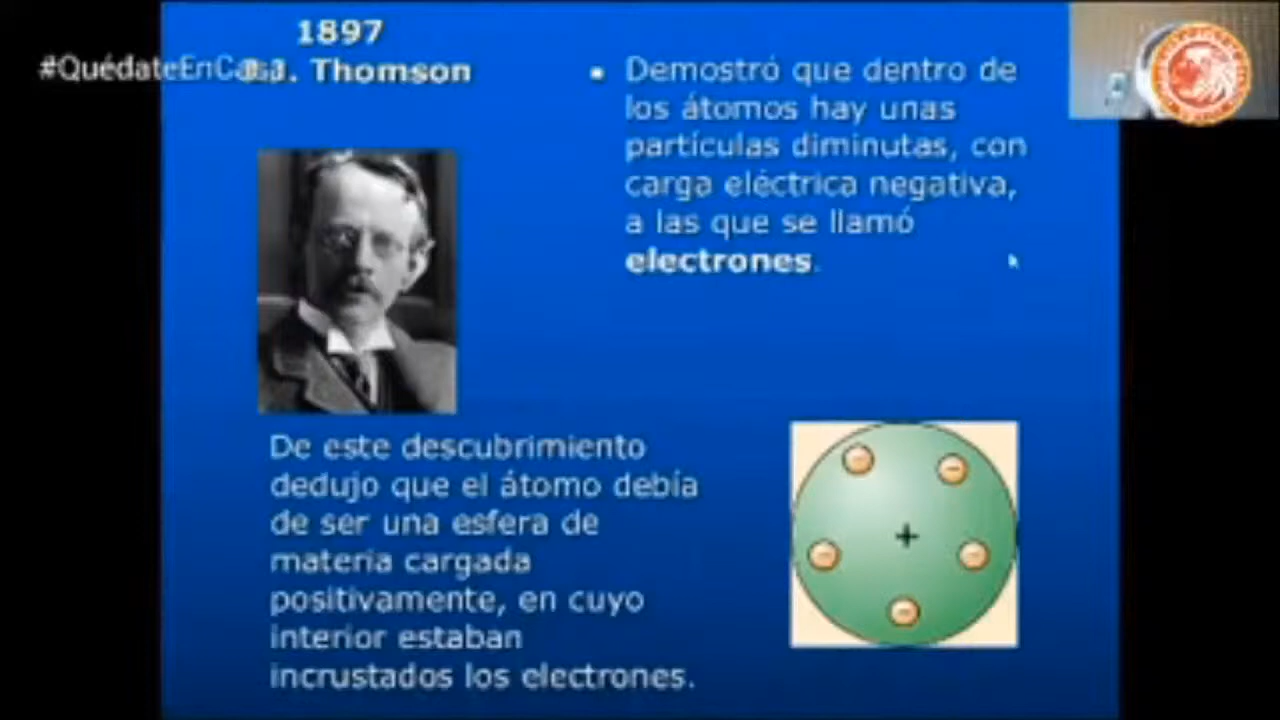 1897
#QuédateEnCasa
J.J. Thomson
Demostró que dentro de
los átomos hay unas
partículas diminutas, con
carga eléctrica negativa,
a las que se llamó
electrones.
De este descubrimiento
dedujo que el átomo debía
de ser una esfera de
materia cargada
positivamente, en cuyo
interior estaban
incrustados los electrones.